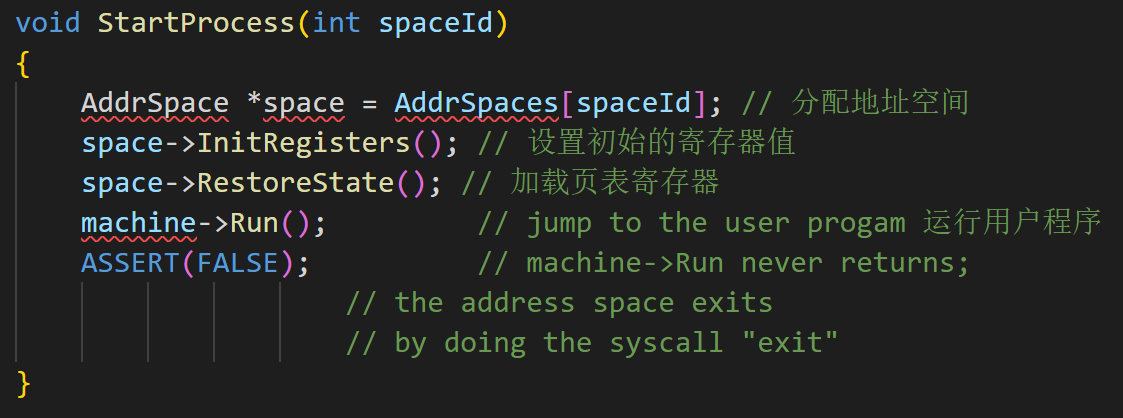 void StartProcess(int spaceId)
{
    AddrSpace *space = AddrSpaces[spaceId]; // 分配地址空间
    space->InitRegisters(); // 设置初始的寄存器值
    space->RestoreState(); // 加载页表寄存器
    machine->Run();         // jump to the user progam 运行用户程序
    ASSERT(FALSE);          // machine->Run never returns;
                    // the address space exits
                    // by doing the syscall "exit"
}